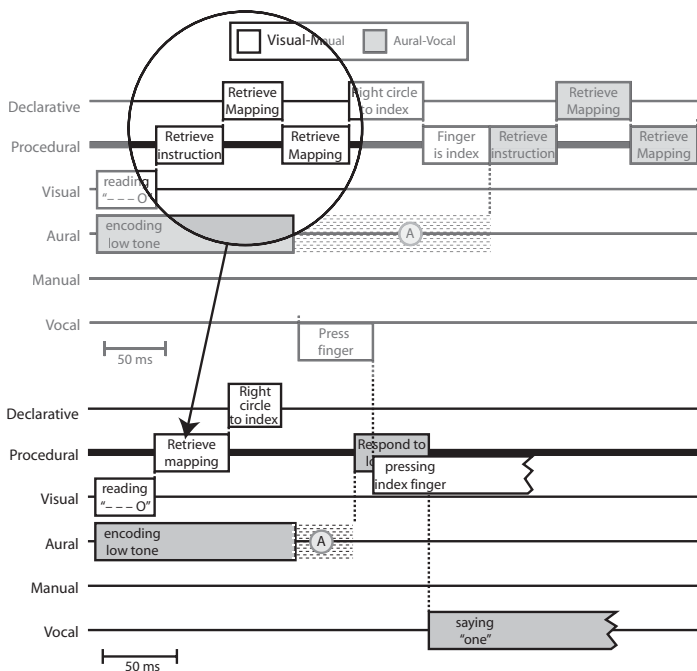 Visual-Maual
Aural-Vocal
Declarative
Retrieve
Mapping
Right circle
to index
Retrieve
Mapping
Procedural
Retrieve
instruction
Retrieve
Mapping
Finger
is index
Retrieve
instruction
Retrieve
Mapping
Visual
reading
“– – – O”
Aural
encoding
low tone
A
Manual
Vocal
Press
finger
50 ms
Declarative
Right
circle
to index
Procedural
Retrieve
mapping
Respond to
pressing
index finger
Visual
reading
“– – – O”
Aural
encoding
low tone
A
Manual
Vocal
saying
“one”
50 ms